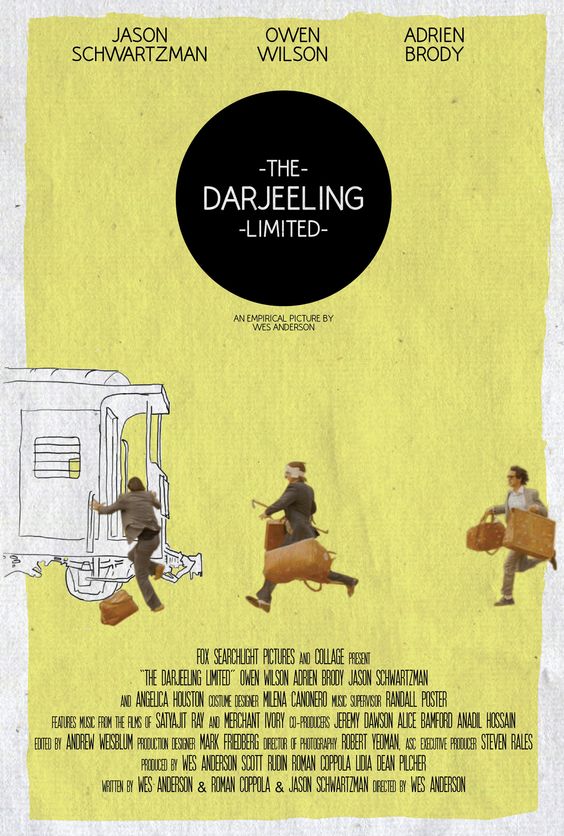 JASON SCHWARTZMAN
OWEN WILSON
ADRIEN BRODY
-THE-
DARJEELING
-LIMITED-
AN EMPIRICAL PICTURE BY
WES ANDERSON
FOX SEARCHLIGHT PICTURES AND COLLAGE PRESENT
"THE DARJEELING LIMITED" OWEN WILSON ADRIEN BRODY JASON SCHWARTZMAN
AND ANGELICA HOUSTON COSTUME DESIGNER MILENA CANONERO MUSIC SUPERVISOR RANDALL POSTER
FEATURES MUSIC FROM THE FILMS OF SATYAJIT RAY AND MERCHANT IVORY CO-PRODUCERS JEREMY DAWSON ALICE BAMFORD ANADIL HOSSAIN
EDITED BY ANDREW WEISBLUM PRODUCTION DESIGNER MARK FRIEDBERG DIRECTOR OF PHOTOGRAPHY ROBERT YEOMAN, ASC EXECUTIVE PRODUCER STEVEN RALES
PRODUCED BY WES ANDERSON SCOTT RUDIN ROMAN COPPOLA LIDIA DEAN PILCHER
WRITTEN BY WES ANDERSON & ROMAN COPPOLA & JASON SCHWARTZMAN DIRECTED BY WES ANDERSON